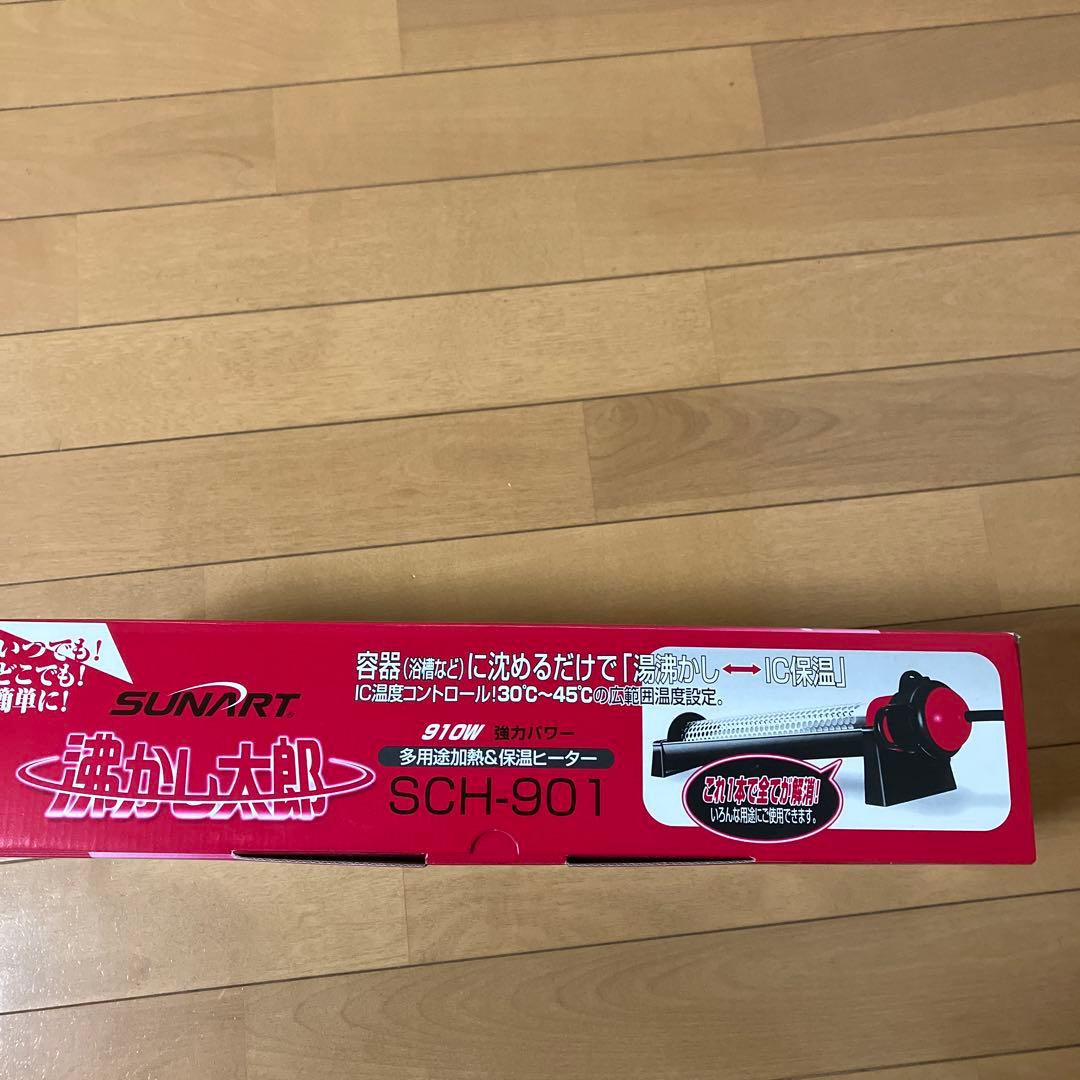 いつでも!
どこでも!
簡単に!
SUNART
沸かし太郎
容器(浴槽など)に沈めるだけで「湯沸かし↔IC保温」
IC温度コントロール!30℃~45℃の広範囲温度設定。
910W 強力パワー
多用途加熱&保温ヒーター
SCH-901
これ1本で全てが解消!
いろんな用途にご使用できます。